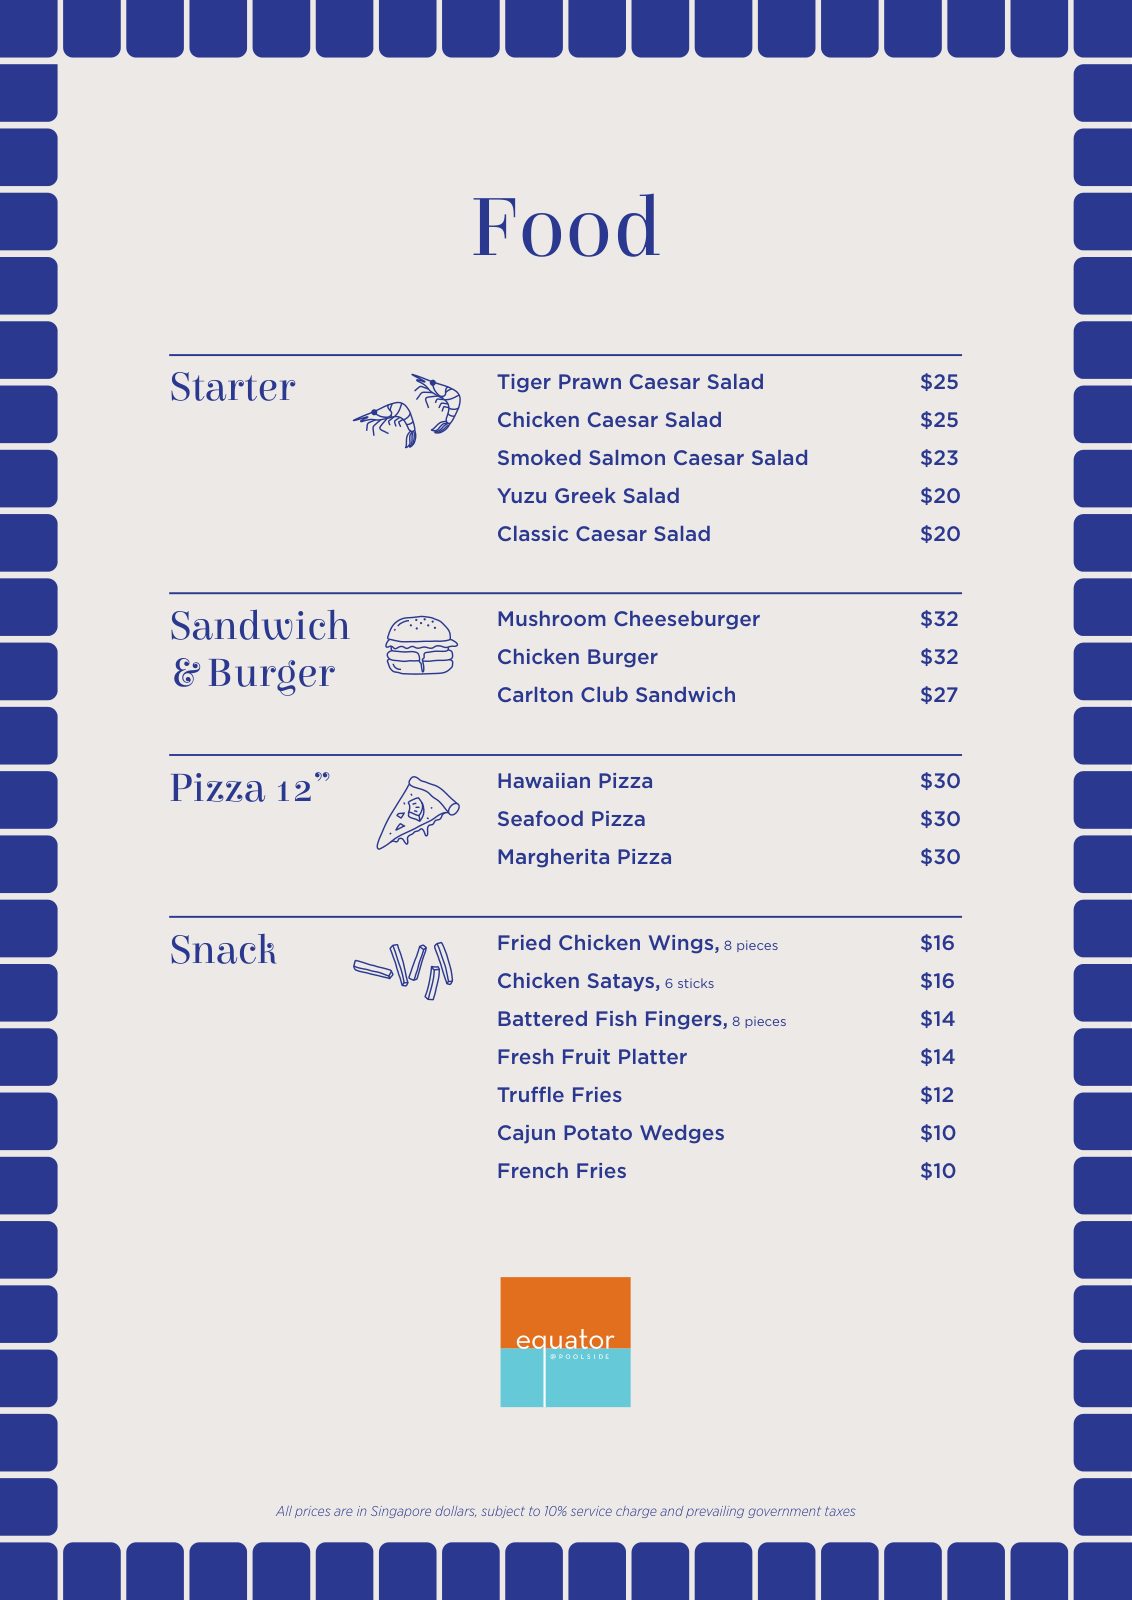 Food
Starter
Tiger Prawn Caesar Salad $25
Chicken Caesar Salad $25
Smoked Salmon Caesar Salad $23
Yuzu Greek Salad $20
Classic Caesar Salad $20
Sandwich
& Burger
Mushroom Cheeseburger $32
Chicken Burger $32
Carlton Club Sandwich $27
Pizza 12”
Hawaiian Pizza $30
Seafood Pizza $30
Margherita Pizza $30
Snack
Fried Chicken Wings, 8 pieces $16
Chicken Satays, 6 sticks $16
Battered Fish Fingers, 8 pieces $14
Fresh Fruit Platter $14
Truffle Fries $12
Cajun Potato Wedges $10
French Fries $10
equator
@POOLSIDE
All prices are in Singapore dollars, subject to 10% service charge and prevailing government taxes